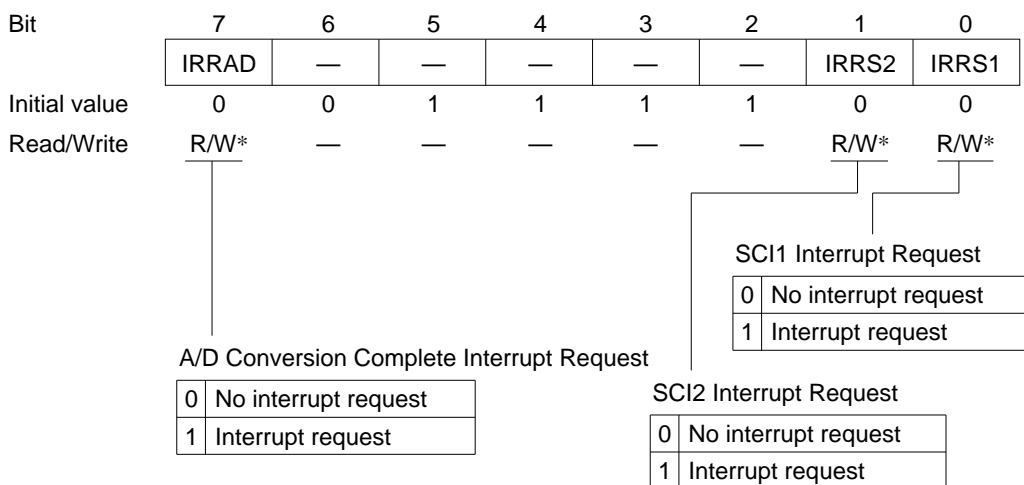 Bit 7 6 5 4 3 2 1 0
IRRAD — — — — — IRRS2 IRRS1
Initial value 0 0 1 1 1 1 0 0
Read/Write R/W* — — — — — R/W* R/W*
SCI1 Interrupt Request
0 No interrupt request
1 Interrupt request
A/D Conversion Complete Interrupt Request
0 No interrupt request
1 Interrupt request
SCI2 Interrupt Request
0 No interrupt request
1 Interrupt request